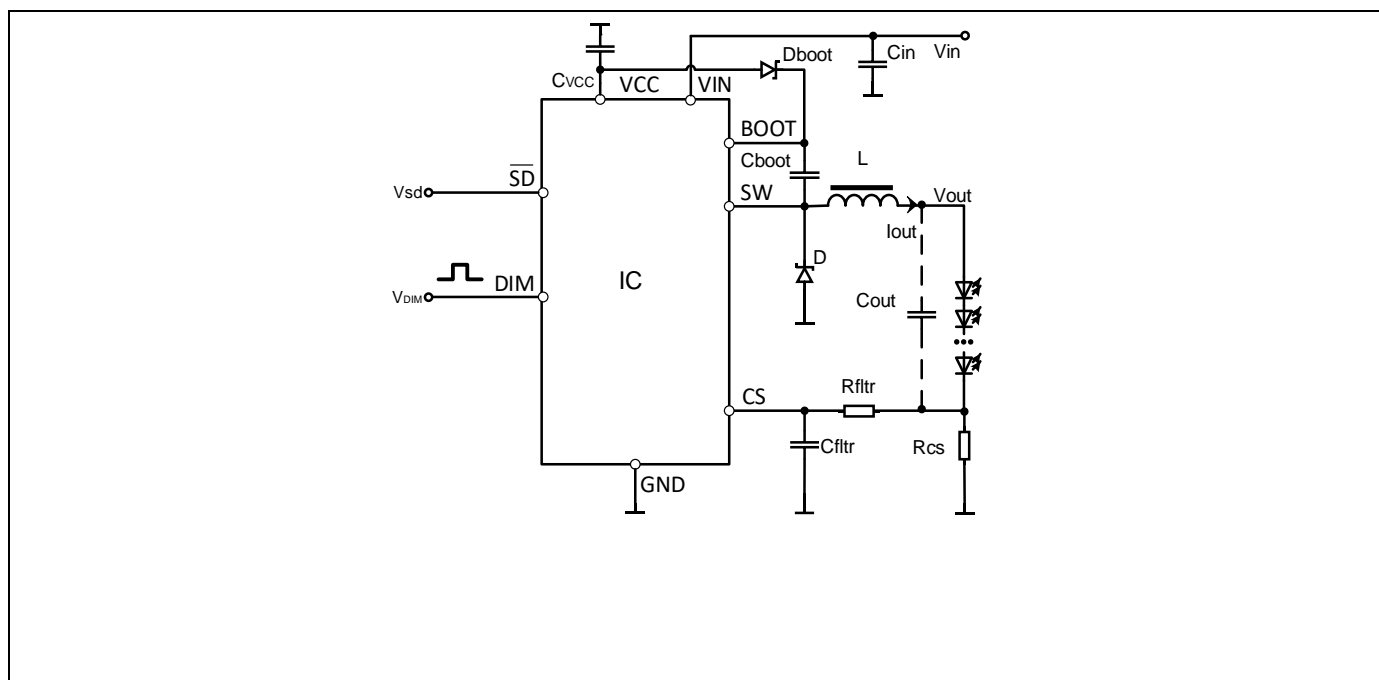 Dboot
Cin
Vin
CVCC
VCC
VIN
BOOT
Cboot
L
Vsd
SD
SW
Vout
Iout
D
VDIM
DIM
IC
Cout
•••
CS
Rfltr
Cfltr
Rcs
GND